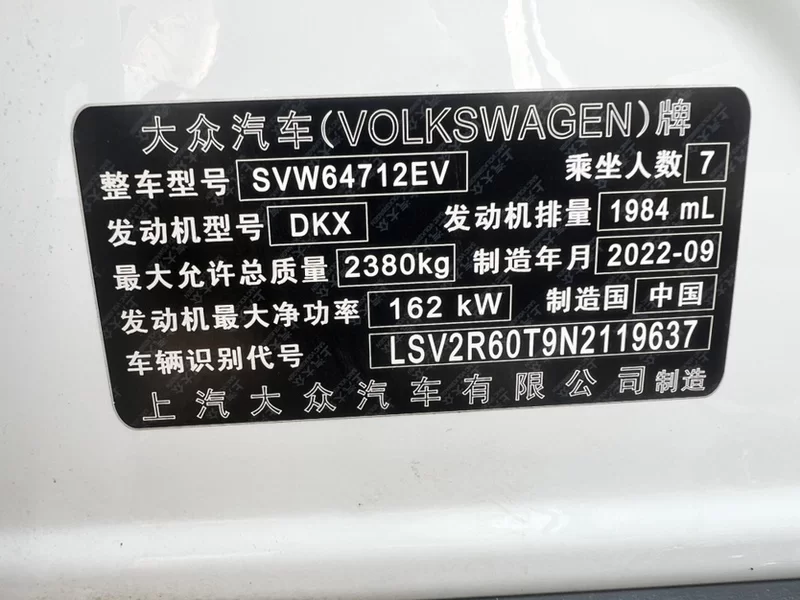 大众汽车(VOLKSWAGEN)牌
整车型号 SVW64712EV 乘坐人数 7
发动机型号 DKX 发动机排量 1984 mL
最大允许总质量 2380kg 制造年月 2022-09
发动机最大净功率 162 kW 制造国 中国
车辆识别代号 LSV2R60T9N2119637
上汽大众汽车有限公司制造